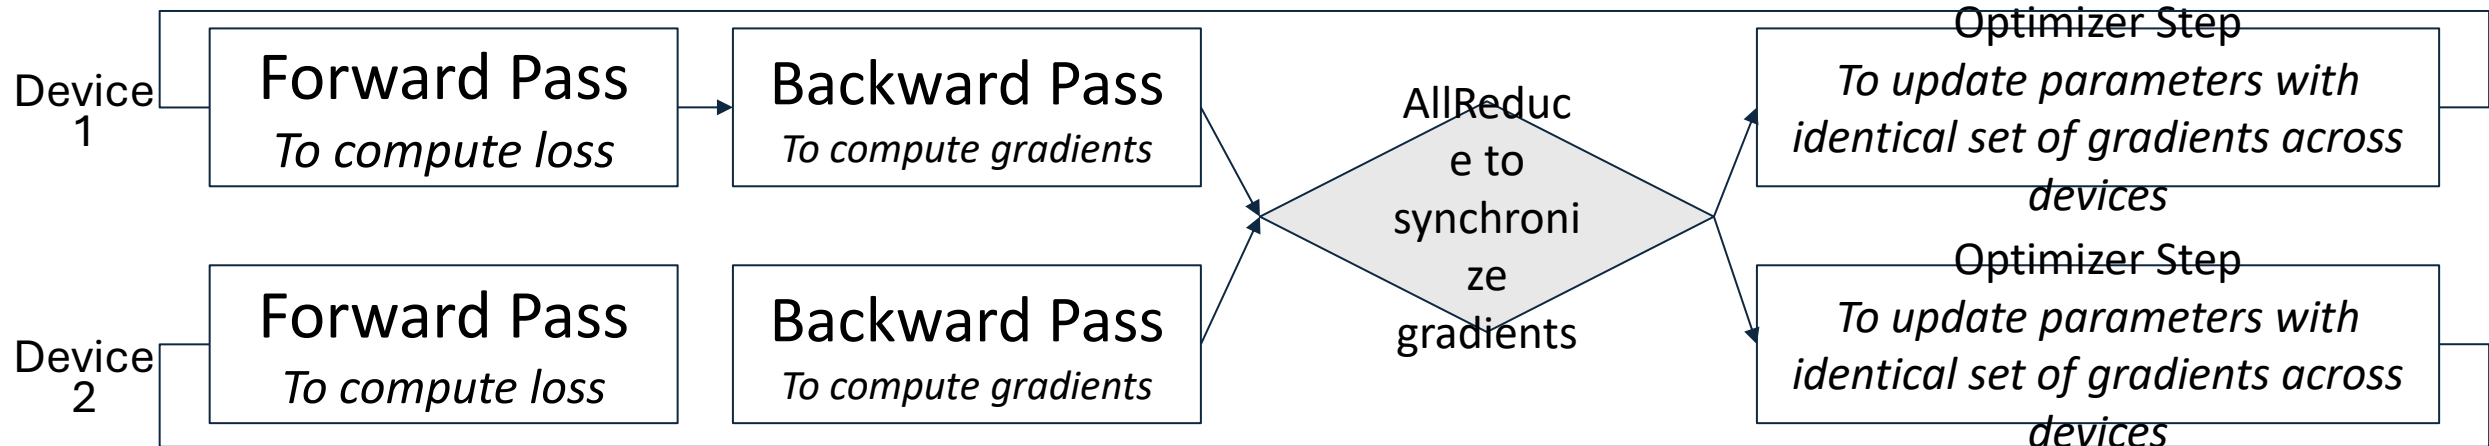 Device
1
Forward Pass
To compute loss
Backward Pass
To compute gradients
AllReduc
e to
synchroni
ze
gradients
Optimizer Step
To update parameters with
identical set of gradients across
devices
Device
2
Forward Pass
To compute loss
Backward Pass
To compute gradients
Optimizer Step
To update parameters with
identical set of gradients across
devices